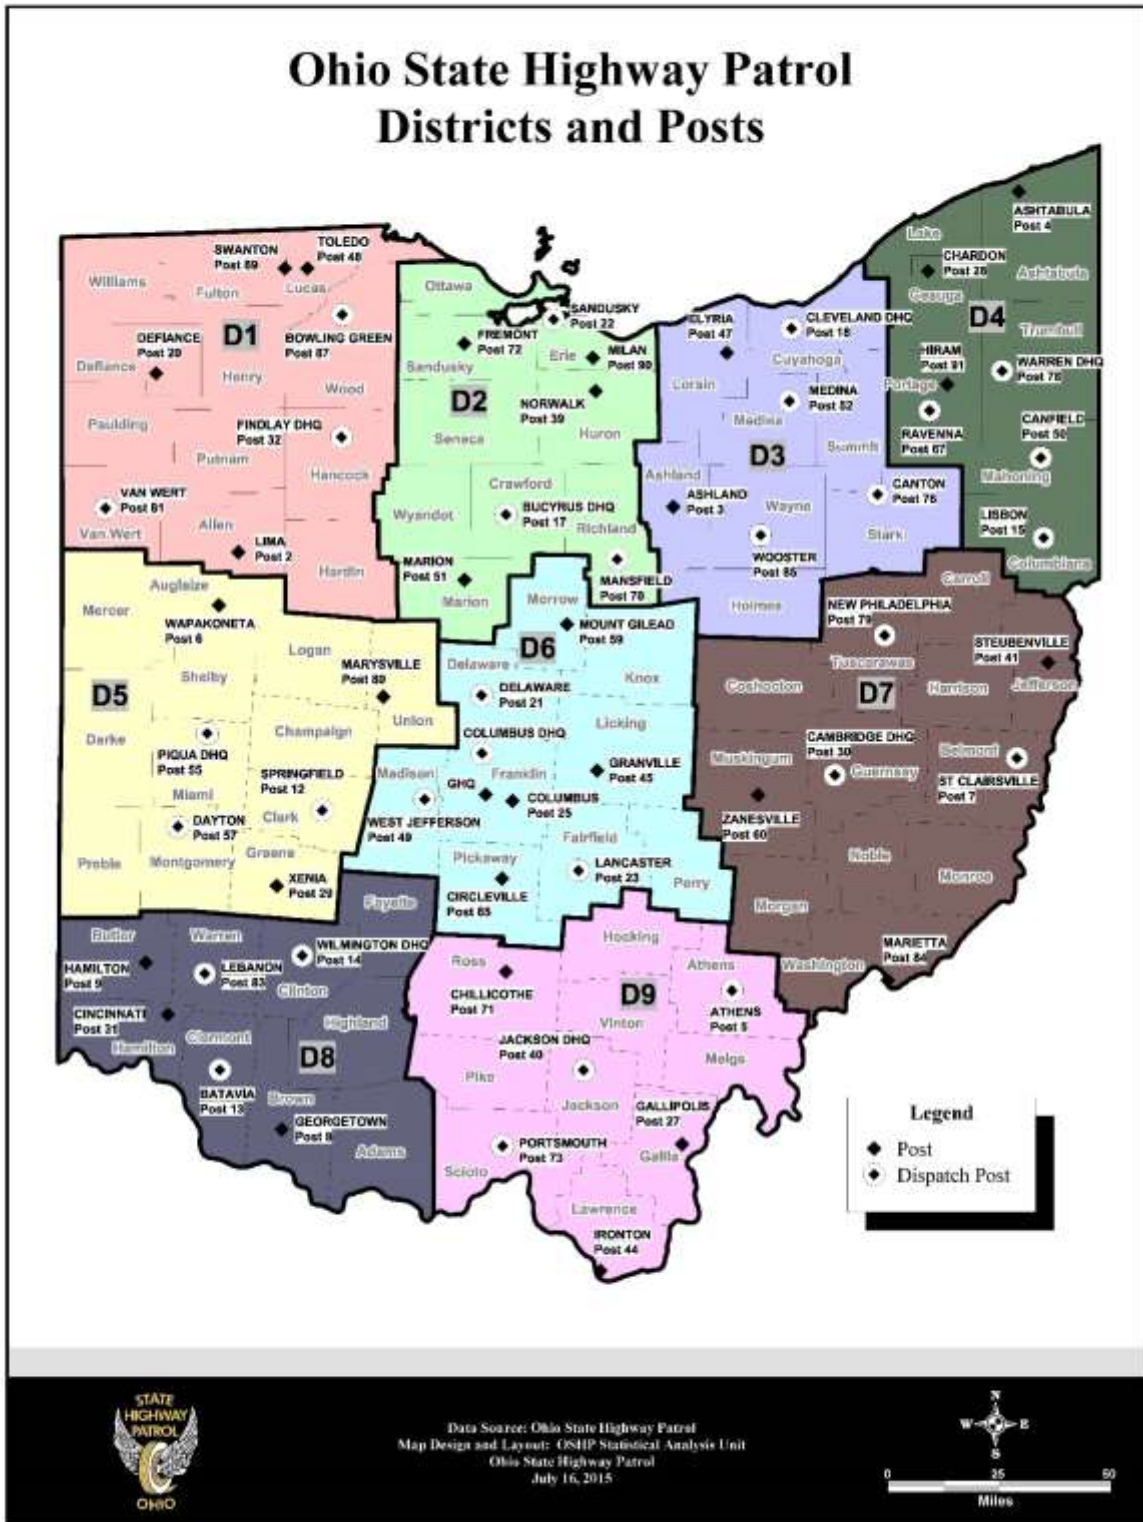 Ohio State Highway Patrol
Districts and Posts
Williams
Fulton
Lucas
SWANTON
TOLEDO
Post 48
D1
BOWLING GREEN
Post 87
DEFIANCE
Post 20
Defiance
Henry
Wood
Paulding
FINDLAY DHQ
Post 32
Putnam
Hancock
VAN WERT
Post 81
Van Wert
Allen
LIMA
Post 2
Hardin
Ottawa
SANDUSKY
Post 22
FREMONT
Post 72
Sandusky
Erie
MILAN
Post 90
D2
NORWALK
Post 39
Seneca
Huron
Crawford
Wyandot
BUCYRUS DHQ
Post 17
Richland
MARION
Post 51
Marion
MANSFIELD
Post 70
ELYRIA
Post 47
CLEVELAND DHQ
Post 18
Cuyahoga
Lorain
MEDINA
Post 52
Medina
D3
Summit
Ashland
ASHLAND
Post 3
Wayne
CANTON
Post 76
WOOSTER
Post 85
Stark
Holmes
ASHTABULA
Post 4
Lake
CHARDON
Post 28
Geauga
Ashtabula
D4
Trumbull
HIRAM
Post 91
Portage
WARREN DHQ
Post 78
RAVENNA
Post 67
CANFIELD
Post 50
Mahoning
LISBON
Post 15
Columbiana
Auglaize
Mercer
WAPAKONETA
Post 6
Logan
Shelby
MARYSVILLE
Post 80
D5
Union
Darke
Champaign
PIQUA DHQ
Post 55
SPRINGFIELD
Post 12
Miami
Clark
DAYTON
Post 57
Preble
Montgomery
Greene
XENIA
Post 29
Morrow
MOUNT GILEAD
Post 59
D6
Delaware
Knox
DELAWARE
Post 21
Licking
COLUMBUS DHQ
Madison
Franklin
GRANVILLE
Post 45
GHQ
COLUMBUS
Post 25
WEST JEFFERSON
Post 49
Fairfield
Pickaway
LANCASTER
Post 23
Perry
CIRCLEVILLE
Post 65
Carroll
NEW PHILADELPHIA
Post 79
STEUBENVILLE
Post 41
Tuscarawas
Coshocton
D7
Harrison
Jefferson
CAMBRIDGE DHQ
Post 30
Belmont
Muskingum
Guernsey
ST CLAIRSVILLE
Post 7
ZANESVILLE
Post 60
Noble
Monroe
Morgan
MARIETTA
Post 84
Washington
Fayette
Butler
Warren
WILMINGTON DHQ
Post 14
HAMILTON
Post 9
LEBANON
Post 83
Clinton
CINCINNATI
Post 31
Hamilton
Clermont
Highland
D8
BATAVIA
Post 13
Brown
GEORGETOWN
Post 8
Adams
Hocking
Ross
Athens
CHILLICOTHE
Post 71
D9
ATHENS
Post 5
Vinton
JACKSON DHQ
Post 40
Meigs
Pike
Jackson
GALLIPOLIS
Post 27
PORTSMOUTH
Post 73
Gallia
Scioto
Lawrence
IRONTON
Post 44
Legend
Post
Dispatch Post
STATE
HIGHWAY
PATROL
OHIO
Data Source: Ohio State Highway Patrol
Map Design and Layout: OSHP Statistical Analysis Unit
Ohio State Highway Patrol
July 16, 2015
N
W E
S
0 25 50
Miles